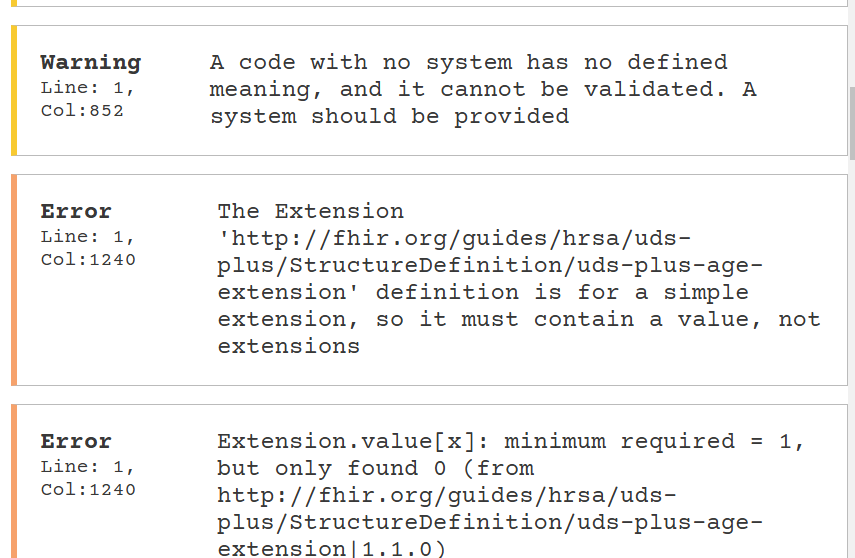 Warning
Line: 1,
Col:852
A code with no system has no defined
meaning, and it cannot be validated. A
system should be provided
Error
Line: 1,
Col:1240
The Extension
'http://fhir.org/guides/hrsa/uds-
plus/StructureDefinition/uds-plus-age-
extension' definition is for a simple
extension, so it must contain a value, not
extensions
Error
Line: 1,
Col:1240
Extension.value[x]: minimum required = 1,
but only found 0 (from
http://fhir.org/guides/hrsa/uds-
plus/StructureDefinition/uds-plus-age-
extension|1.1.0)